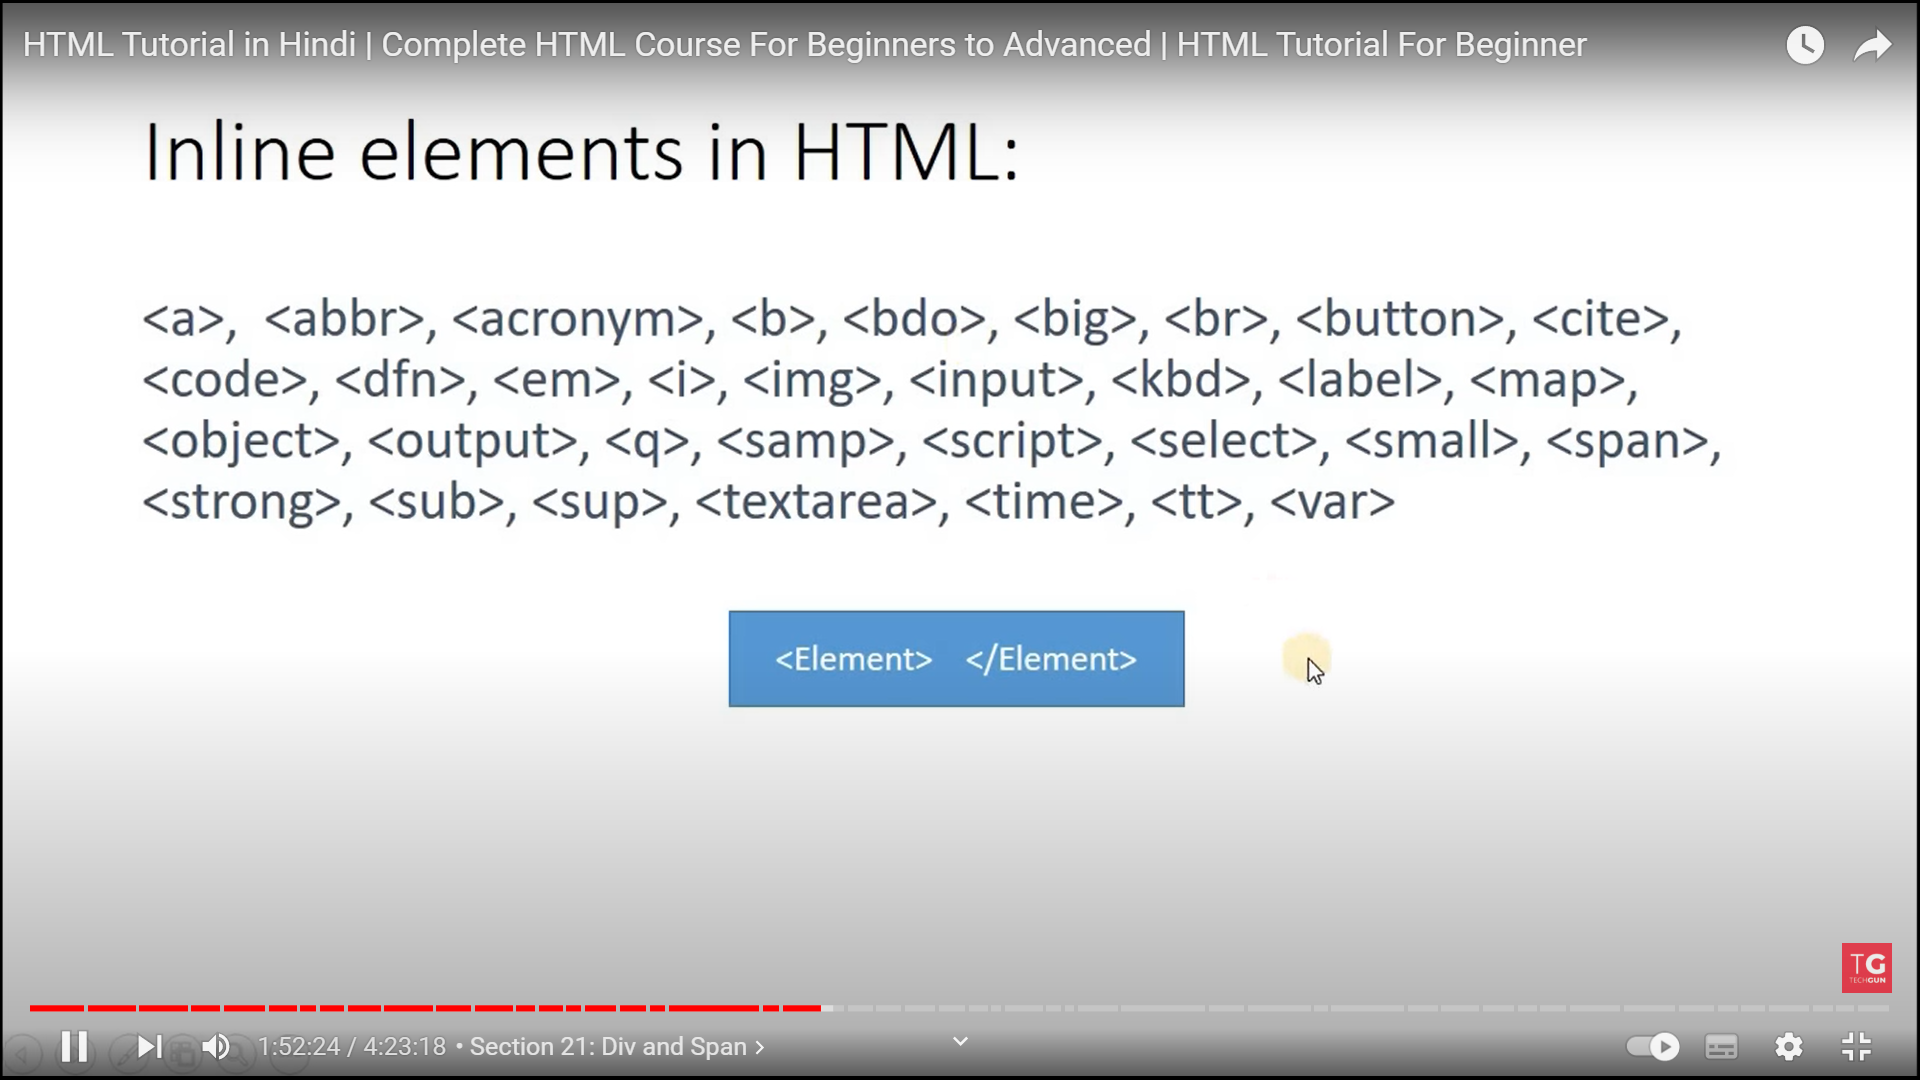 HTML Tutorial in Hindi | Complete HTML Course For Beginners to Advanced | HTML Tutorial For Beginner
Inline elements in HTML:
<a>, <abbr>, <acronym>, <b>, <bdo>, <big>, <br>, <button>, <cite>,
<code>, <dfn>, <em>, <i>, <img>, <input>, <kbd>, <label>, <map>,
<object>, <output>, <q>, <samp>, <script>, <select>, <small>, <span>,
<strong>, <sub>, <sup>, <textarea>, <time>, <tt>, <var>
<Element> </Element>
TG
TECHGUN
1:52:24 / 4:23:18 • Section 21: Div and Span >